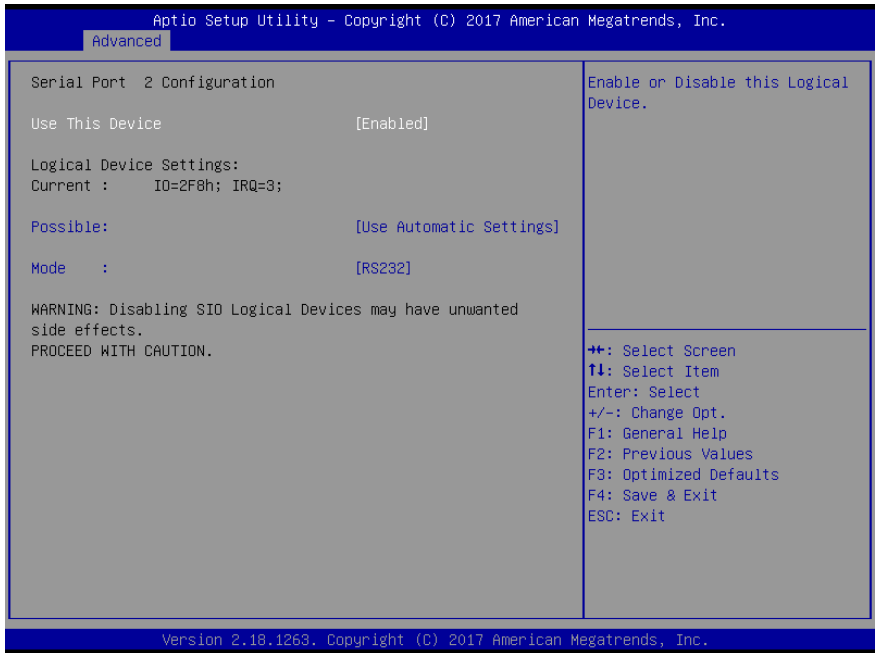 Aptio Setup Utility – Copyright (C) 2017 American Megatrends, Inc.
Advanced
Serial Port  2 Configuration
Use This Device [Enabled]
Logical Device Settings:
Current : IO=2F8h; IRQ=3;
Possible: [Use Automatic Settings]
Mode : [RS232]
WARNING: Disabling SIO Logical Devices may have unwanted
side effects.
PROCEED WITH CAUTION.
Enable or Disable this Logical
Device.
→←: Select Screen
↑↓: Select Item
Enter: Select
+/-: Change Opt.
F1: General Help
F2: Previous Values
F3: Optimized Defaults
F4: Save & Exit
ESC: Exit
Version 2.18.1263. Copyright (C) 2017 American Megatrends, Inc.